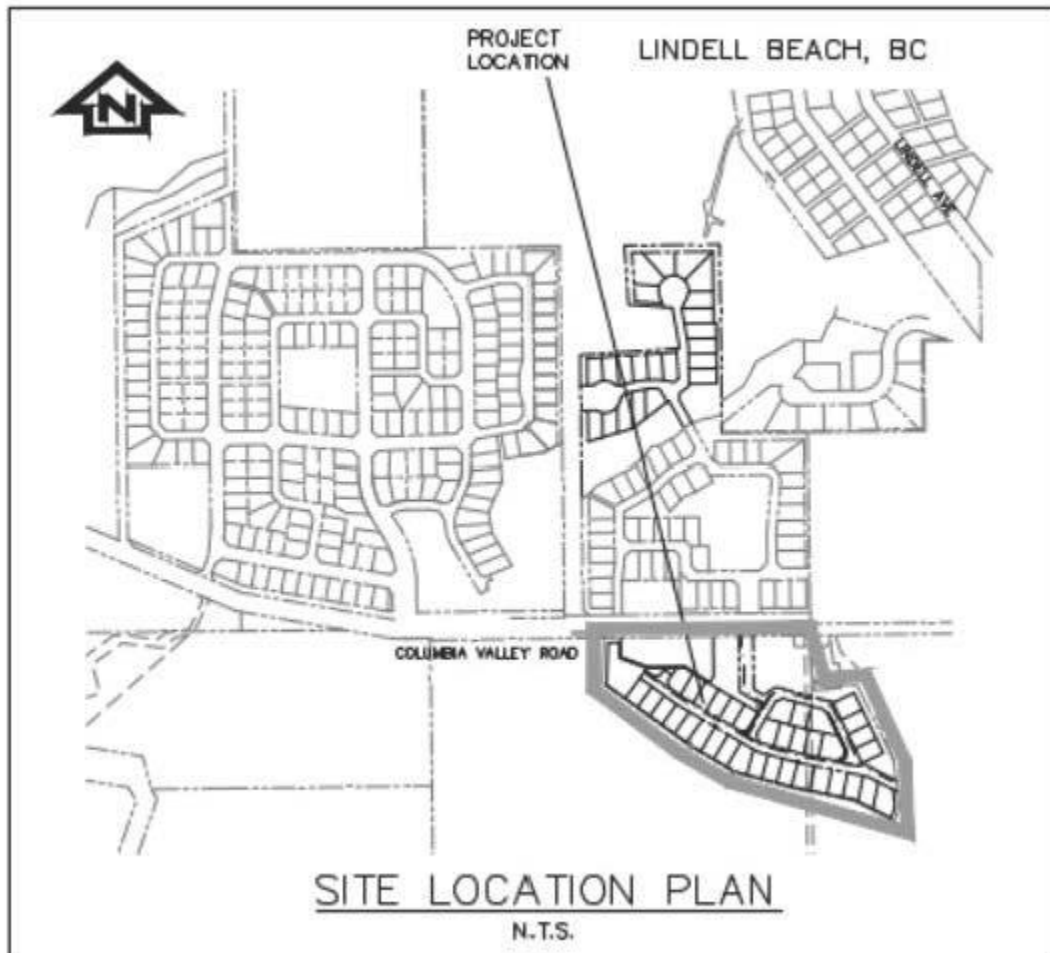 PROJECT
LOCATION
LINDELL BEACH, BC
N
LINDELL AVE
COLUMBIA VALLEY ROAD
SITE LOCATION PLAN
N.T.S.